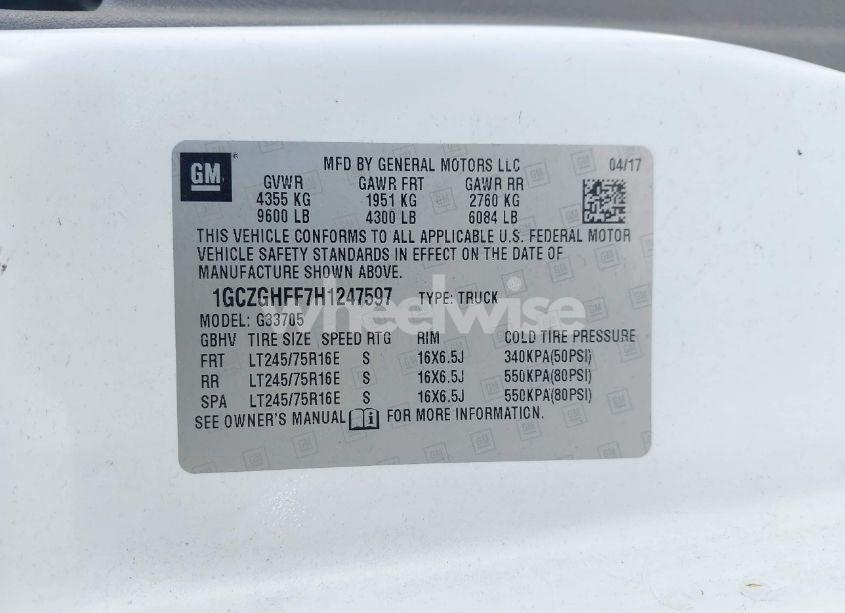 GM
MFD BY GENERAL MOTORS LLC 04/17
GVWR GAWR FRT GAWR RR
4355 KG 1951 KG 2760 KG
9600 LB 4300 LB 6084 LB
THIS VEHICLE CONFORMS TO ALL APPLICABLE U.S. FEDERAL MOTOR
VEHICLE SAFETY STANDARDS IN EFFECT ON THE DATE OF
MANUFACTURE SHOWN ABOVE.
1GCZGHFF7H1247597 TYPE: TRUCK
wheelwise
MODEL: G33705
GBHV TIRE SIZE SPEED RTG RIM COLD TIRE PRESSURE
FRT LT245/75R16E S 16X6.5J 340KPA(50PSI)
RR LT245/75R16E S 16X6.5J 550KPA(80PSI)
SPA LT245/75R16E S 16X6.5J 550KPA(80PSI)
SEE OWNER'S MANUAL FOR MORE INFORMATION.